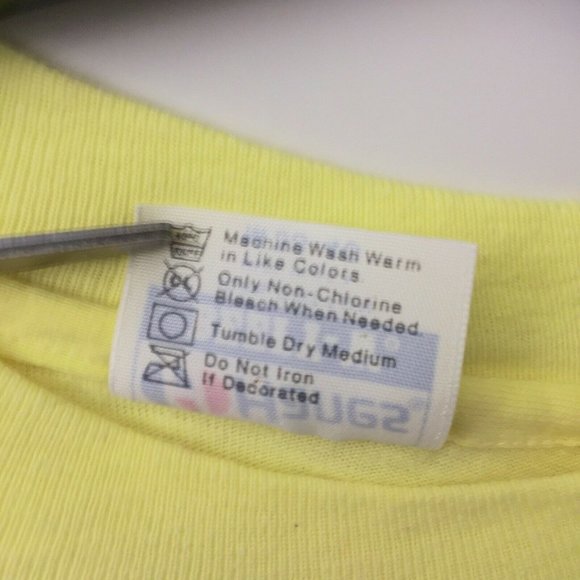 Machine Wash Warm
in Like Colors
Only Non-Chlorine
Bleach When Needed
Tumble Dry Medium
Do Not Iron
If Decorated